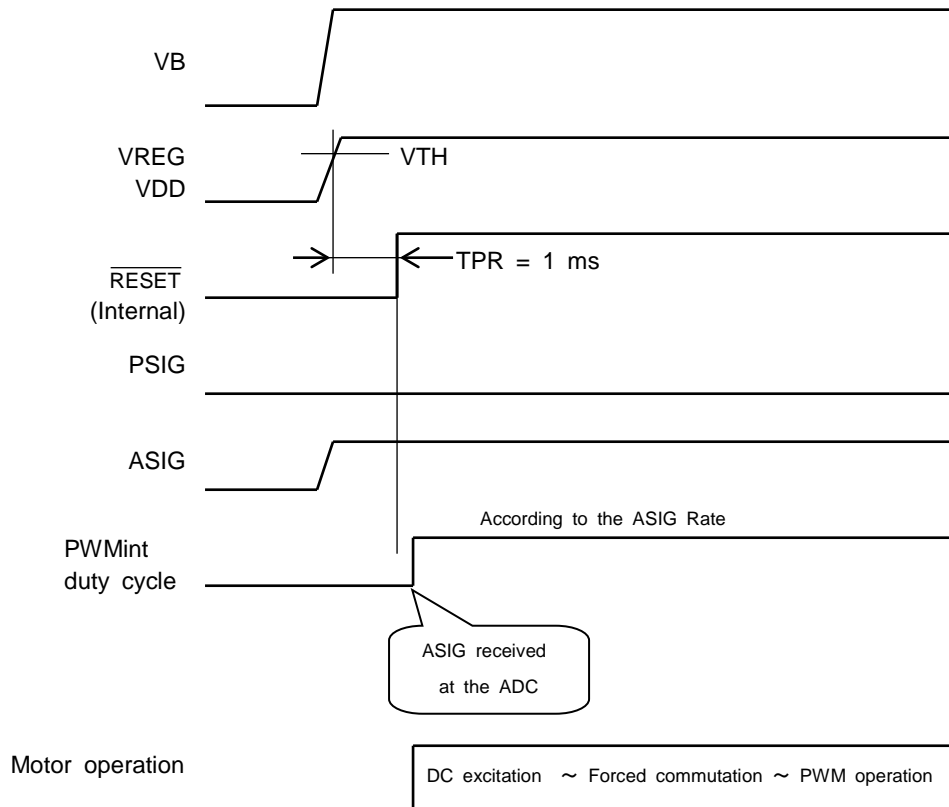 VB
VREG
VDD
VTH
RESET
(Internal)
TPR = 1 ms
PSIG
ASIG
According to the ASIG Rate
PWMint
duty cycle
ASIG received
at the ADC
Motor operation
DC excitation ～ Forced commutation ～ PWM operation